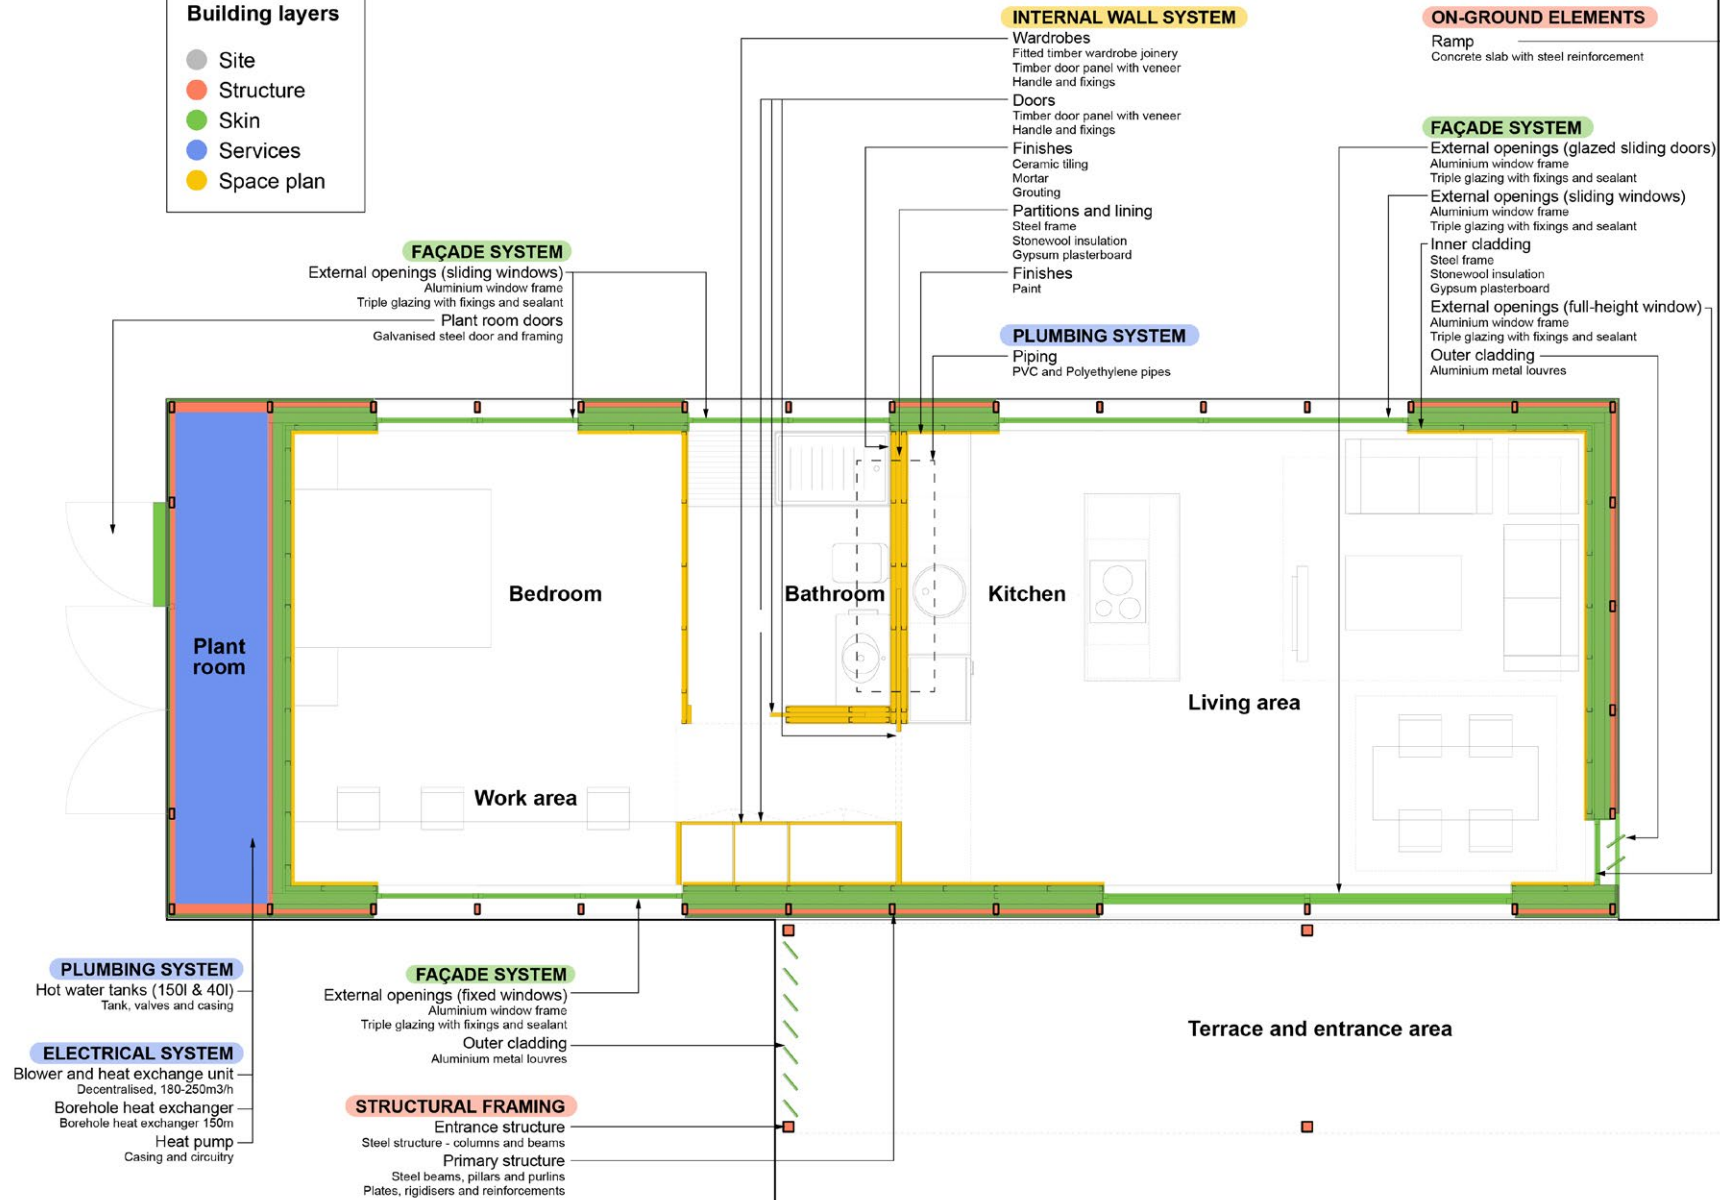 Building layers
Site
Structure
Skin
Services
Space plan
FAÇADE SYSTEM
External openings (sliding windows)
Aluminium window frame
Triple glazing with fixings and sealant
Plant room doors
Galvanised steel door and framing
INTERNAL WALL SYSTEM
Wardrobes
Fitted timber wardrobe joinery
Timber door panel with veneer
Handle and fixings
Doors
Timber door panel with veneer
Handle and fixings
Finishes
Ceramic tiling
Mortar
Grouting
Partitions and lining
Steel frame
Stonewool insulation
Gypsum plasterboard
Finishes
Paint
PLUMBING SYSTEM
Piping
PVC and Polyethylene pipes
ON-GROUND ELEMENTS
Ramp
Concrete slab with steel reinforcement
FAÇADE SYSTEM
External openings (glazed sliding doors)
Aluminium window frame
Triple glazing with fixings and sealant
External openings (sliding windows)
Aluminium window frame
Triple glazing with fixings and sealant
Inner cladding
Steel frame
Stonewool insulation
Gypsum plasterboard
External openings (full-height window)
Aluminium window frame
Triple glazing with fixings and sealant
Outer cladding
Aluminium metal louvres
Plant
room
Bedroom
Bathroom
Kitchen
Living area
Work area
Terrace and entrance area
PLUMBING SYSTEM
Hot water tanks (150l & 40l)
Tank, valves and casing
ELECTRICAL SYSTEM
Blower and heat exchange unit
Decentralised, 180-250m3/h
Borehole heat exchanger
Borehole heat exchanger 150m
Heat pump
Casing and circuitry
FAÇADE SYSTEM
External openings (fixed windows)
Aluminium window frame
Triple glazing with fixings and sealant
Outer cladding
Aluminium metal louvres
STRUCTURAL FRAMING
Entrance structure
Steel structure - columns and beams
Primary structure
Steel beams, pillars and purlins
Plates, rigidisers and reinforcements